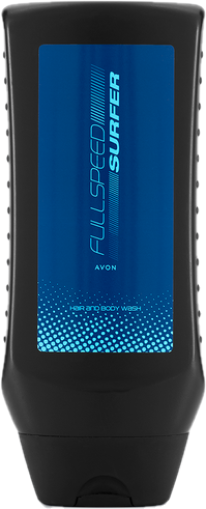 FULL SPEED
SURFER
AVON
HAIR AND BODY WASH